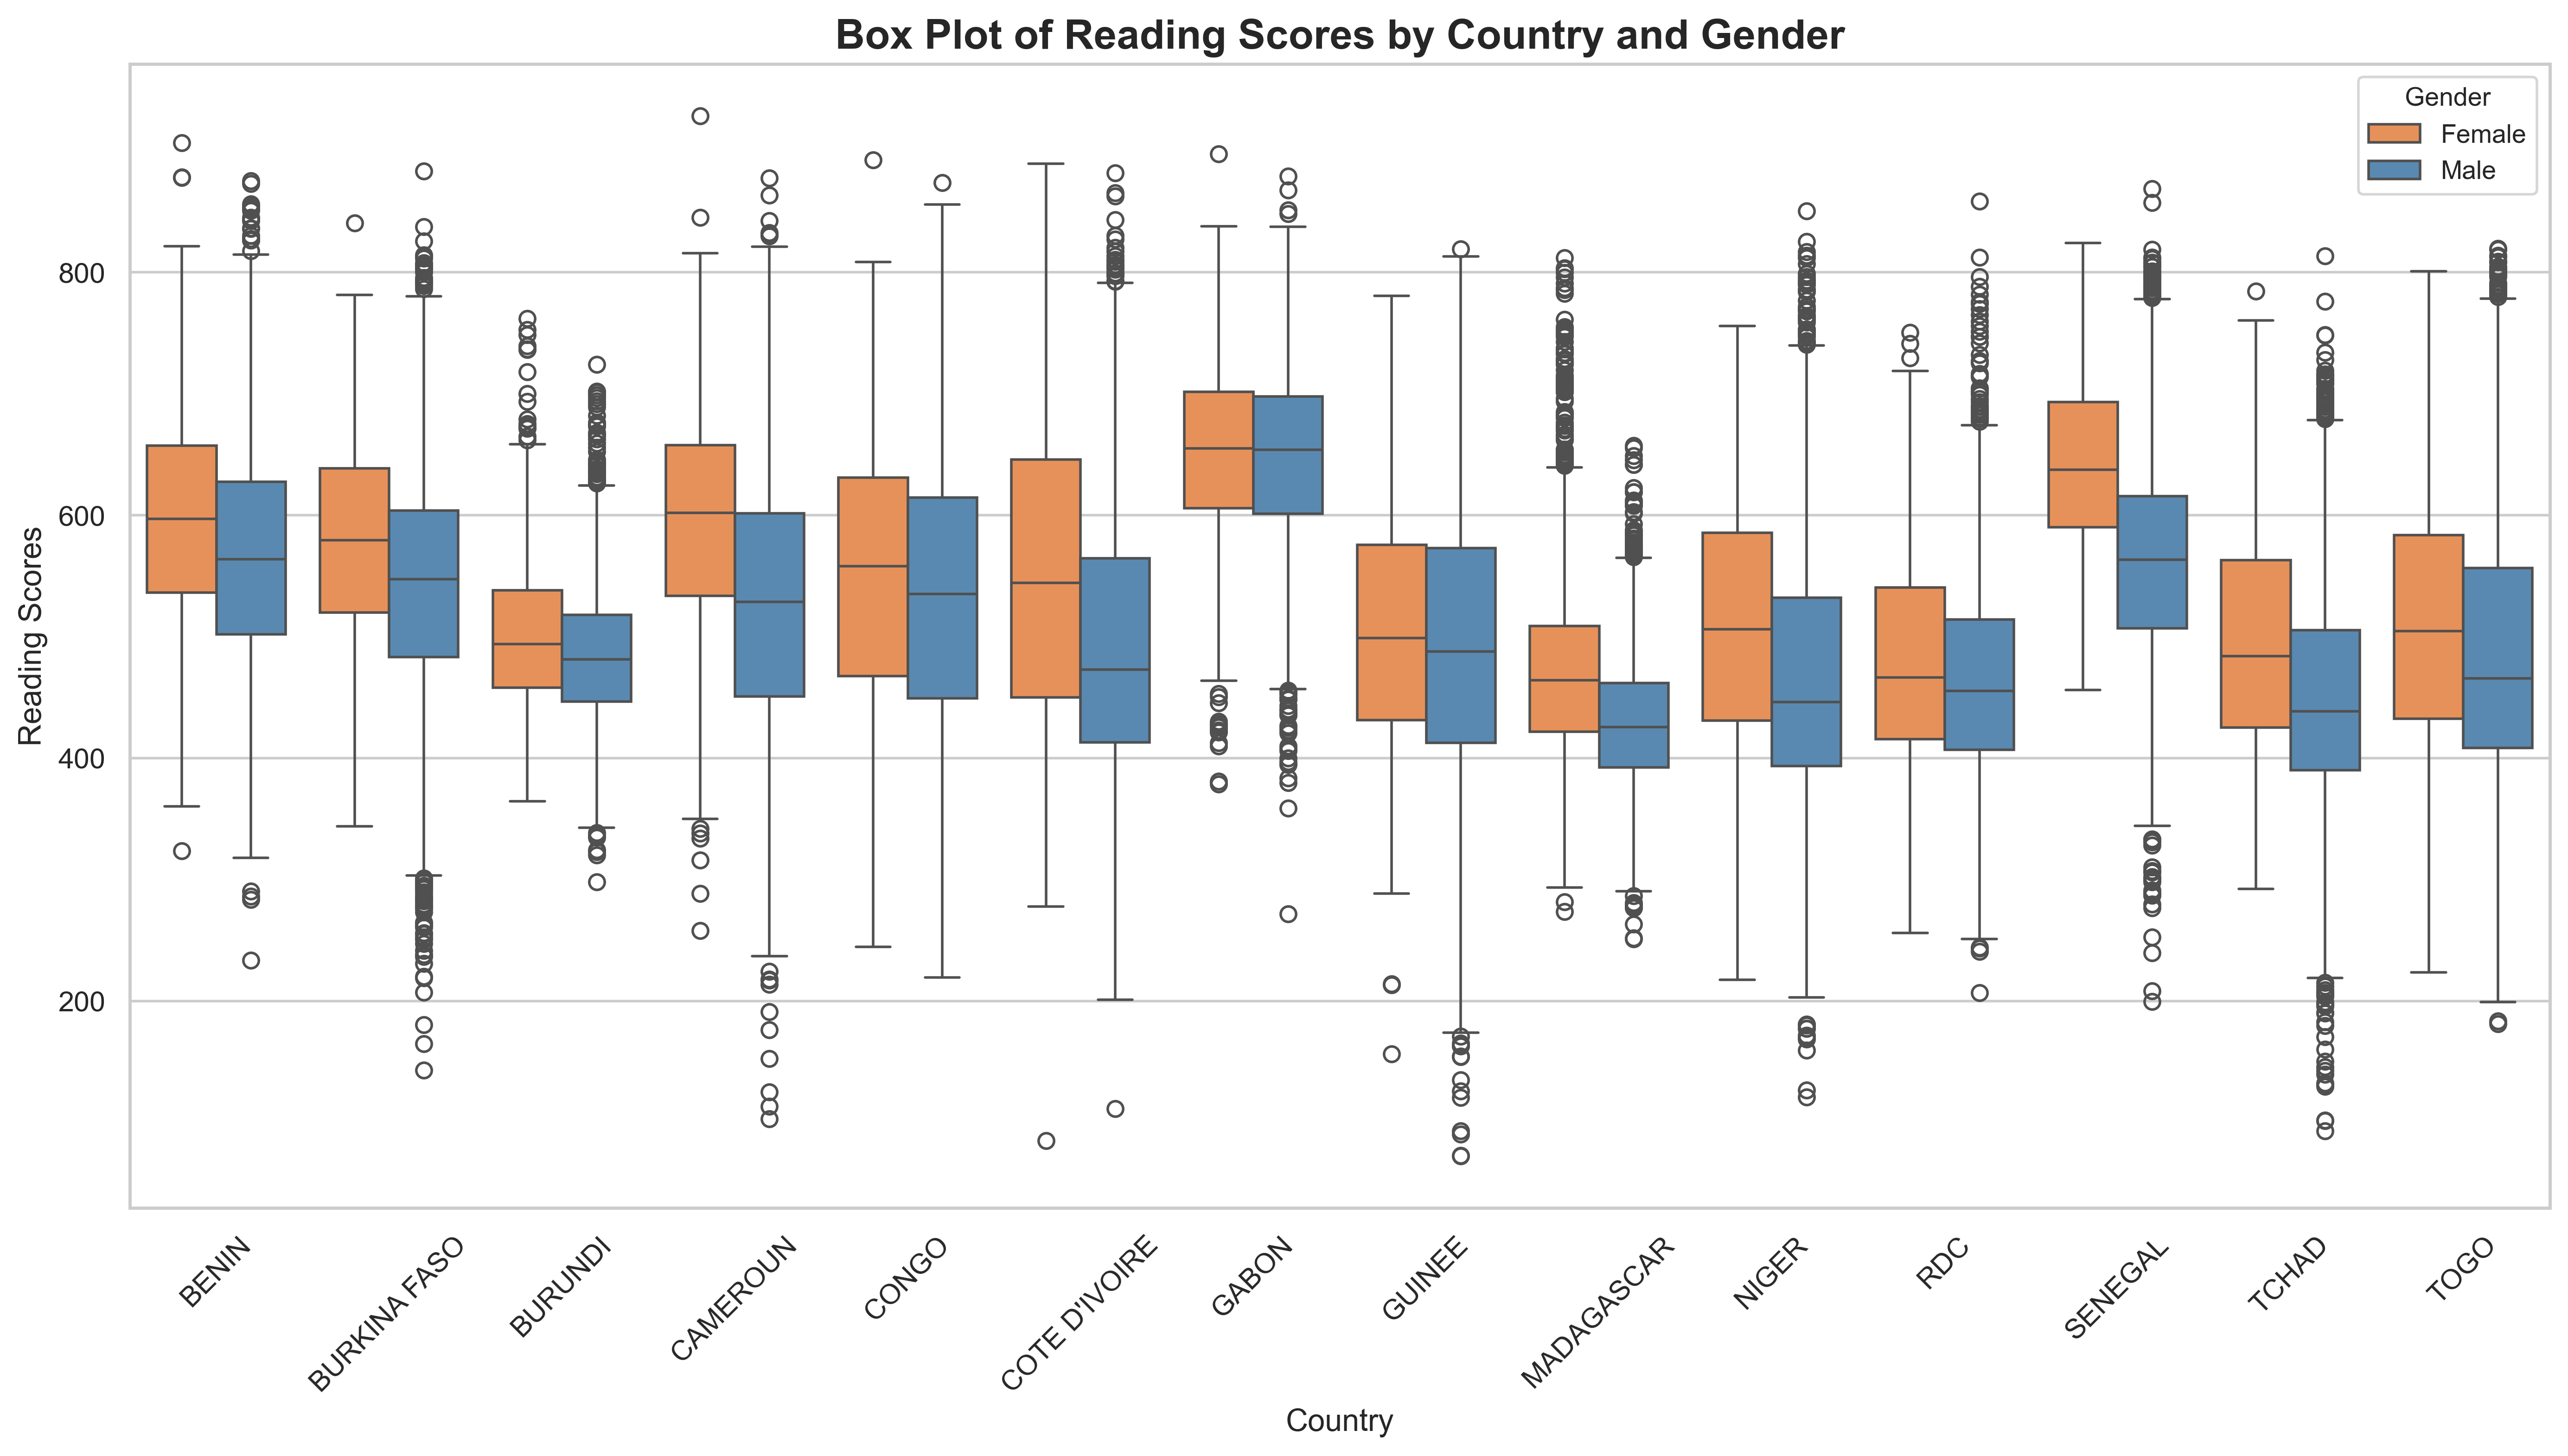 Box Plot of Reading Scores by Country and Gender
Gender
Female
Male
Reading Scores
800
600
400
200
BENIN
BURKINA FASO
BURUNDI
CAMEROUN
CONGO
COTE D'IVOIRE
GABON
GUINEE
MADAGASCAR
NIGER
RDC
SENEGAL
TCHAD
TOGO
Country